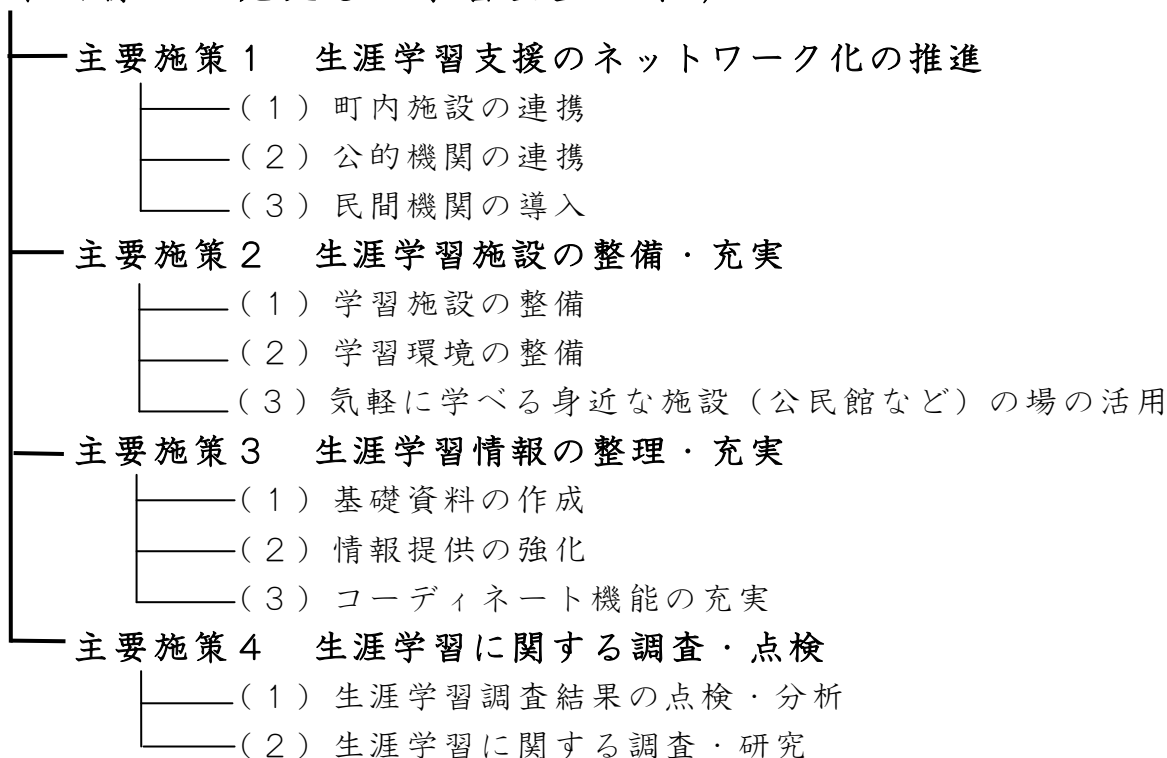 主要施策１　生涯学習支援のネットワーク化の推進
（１）町内施設の連携
（２）公的機関の連携
（３）民間機関の導入
主要施策２　生涯学習施設の整備・充実
（１）学習施設の整備
（２）学習環境の整備
（３）気軽に学べる身近な施設（公民館など）の場の活用
主要施策３　生涯学習情報の整理・充実
（１）基礎資料の作成
（２）情報提供の強化
（３）コーディネート機能の充実
主要施策４　生涯学習に関する調査・点検
（１）生涯学習調査結果の点検・分析
（２）生涯学習に関する調査・研究